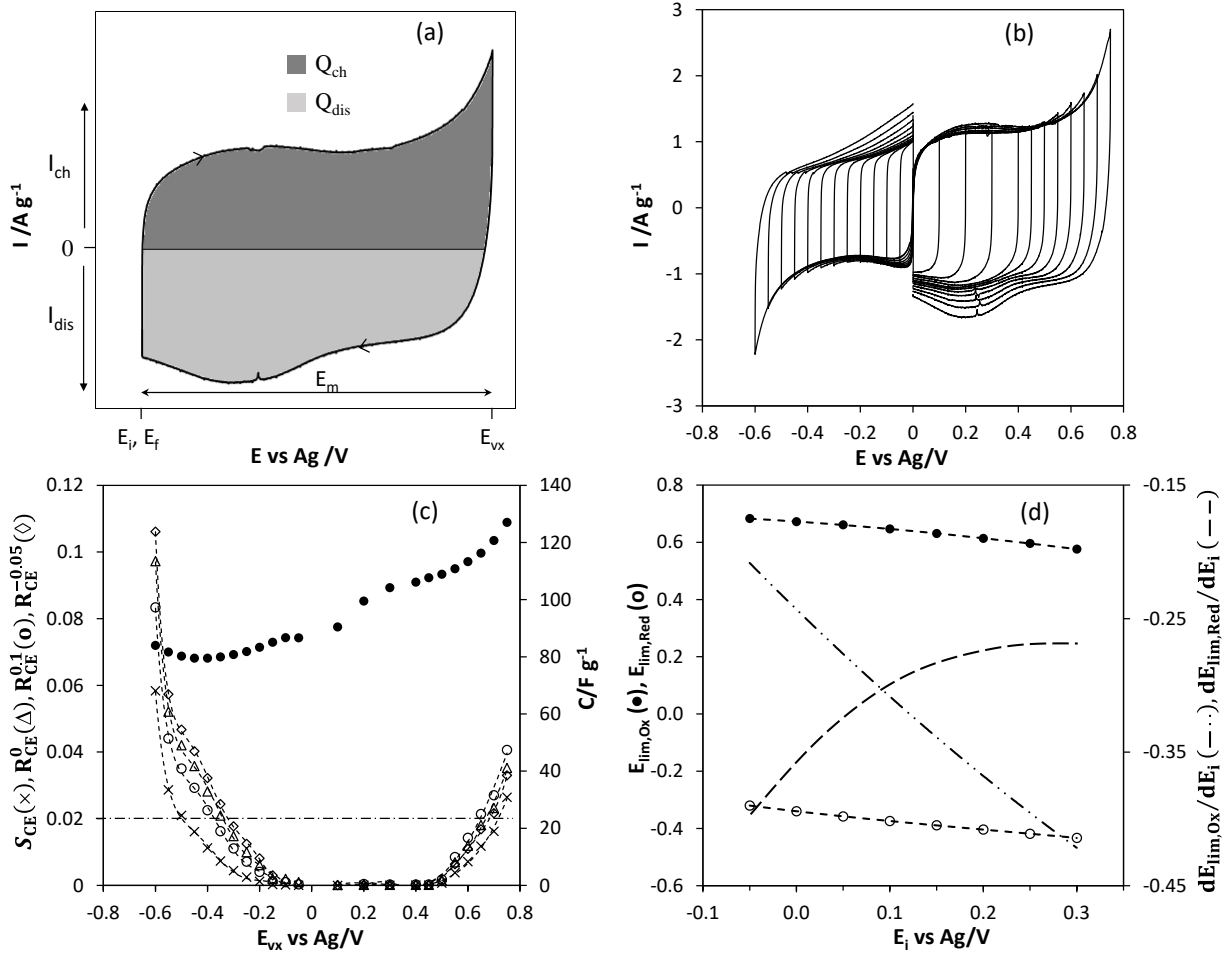 (a)
Q_ch
Q_dis
I_ch
0
I_dis
I /A g⁻¹
E_m
E_i, E_f
E_vx
E vs Ag /V
(b)
3
2
1
0
-1
-2
-3
I /A g⁻¹
-0.8 -0.6 -0.4 -0.2 0 0.2 0.4 0.6 0.8
E vs Ag/V
(c)
0.12
0.1
0.08
0.06
0.04
0.02
0
S_CE(×), R⁰_CE(Δ), R^0.1_CE(o), R^−0.05_CE(◊)
140
120
100
80
60
40
20
0
C/F g⁻¹
-0.8 -0.6 -0.4 -0.2 0 0.2 0.4 0.6 0.8
E_vx vs Ag/V
(d)
0.8
0.6
0.4
0.2
0.0
-0.2
-0.4
-0.6
E_lim,Ox (●), E_lim,Red (o)
-0.15
-0.25
-0.35
-0.45
dE_lim,Ox/dE_i (— ··), dE_lim,Red/dE_i (— —)
-0.1 0.0 0.1 0.2 0.3
E_i vs Ag/V